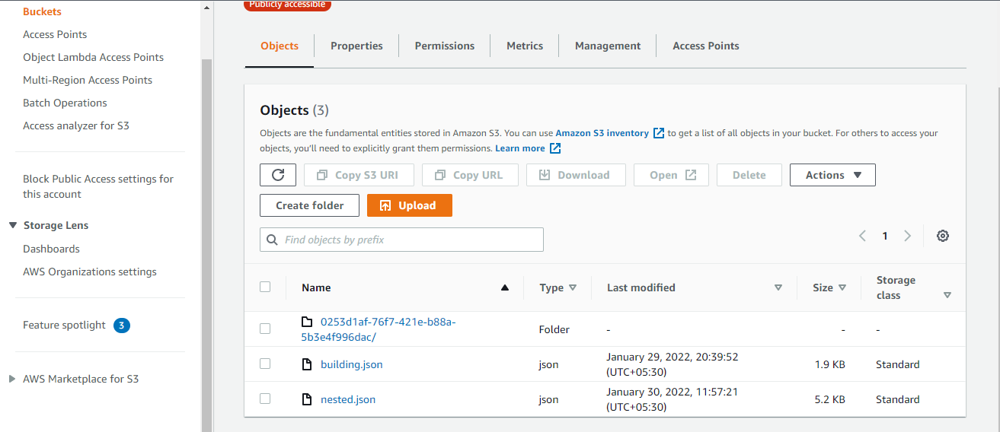 Buckets
Access Points
Object Lambda Access Points
Multi-Region Access Points
Batch Operations
Access analyzer for S3
Block Public Access settings for
this account
Storage Lens
Dashboards
AWS Organizations settings
Feature spotlight 3
AWS Marketplace for S3
Publicly accessible
Objects Properties Permissions Metrics Management Access Points
Objects (3)
Objects are the fundamental entities stored in Amazon S3. You can use Amazon S3 inventory to get a list of all objects in your bucket. For others to access your
objects, you'll need to explicitly grant them permissions. Learn more
Copy S3 URI Copy URL Download Open Delete Actions
Create folder Upload
Find objects by prefix 1
Name Type Last modified Size Storage
class
0253d1af-76f7-421e-b88a-
5b3e4f996dac/ Folder - - -
building.json json January 29, 2022, 20:39:52
(UTC+05:30) 1.9 KB Standard
nested.json json January 30, 2022, 11:57:21
(UTC+05:30) 5.2 KB Standard